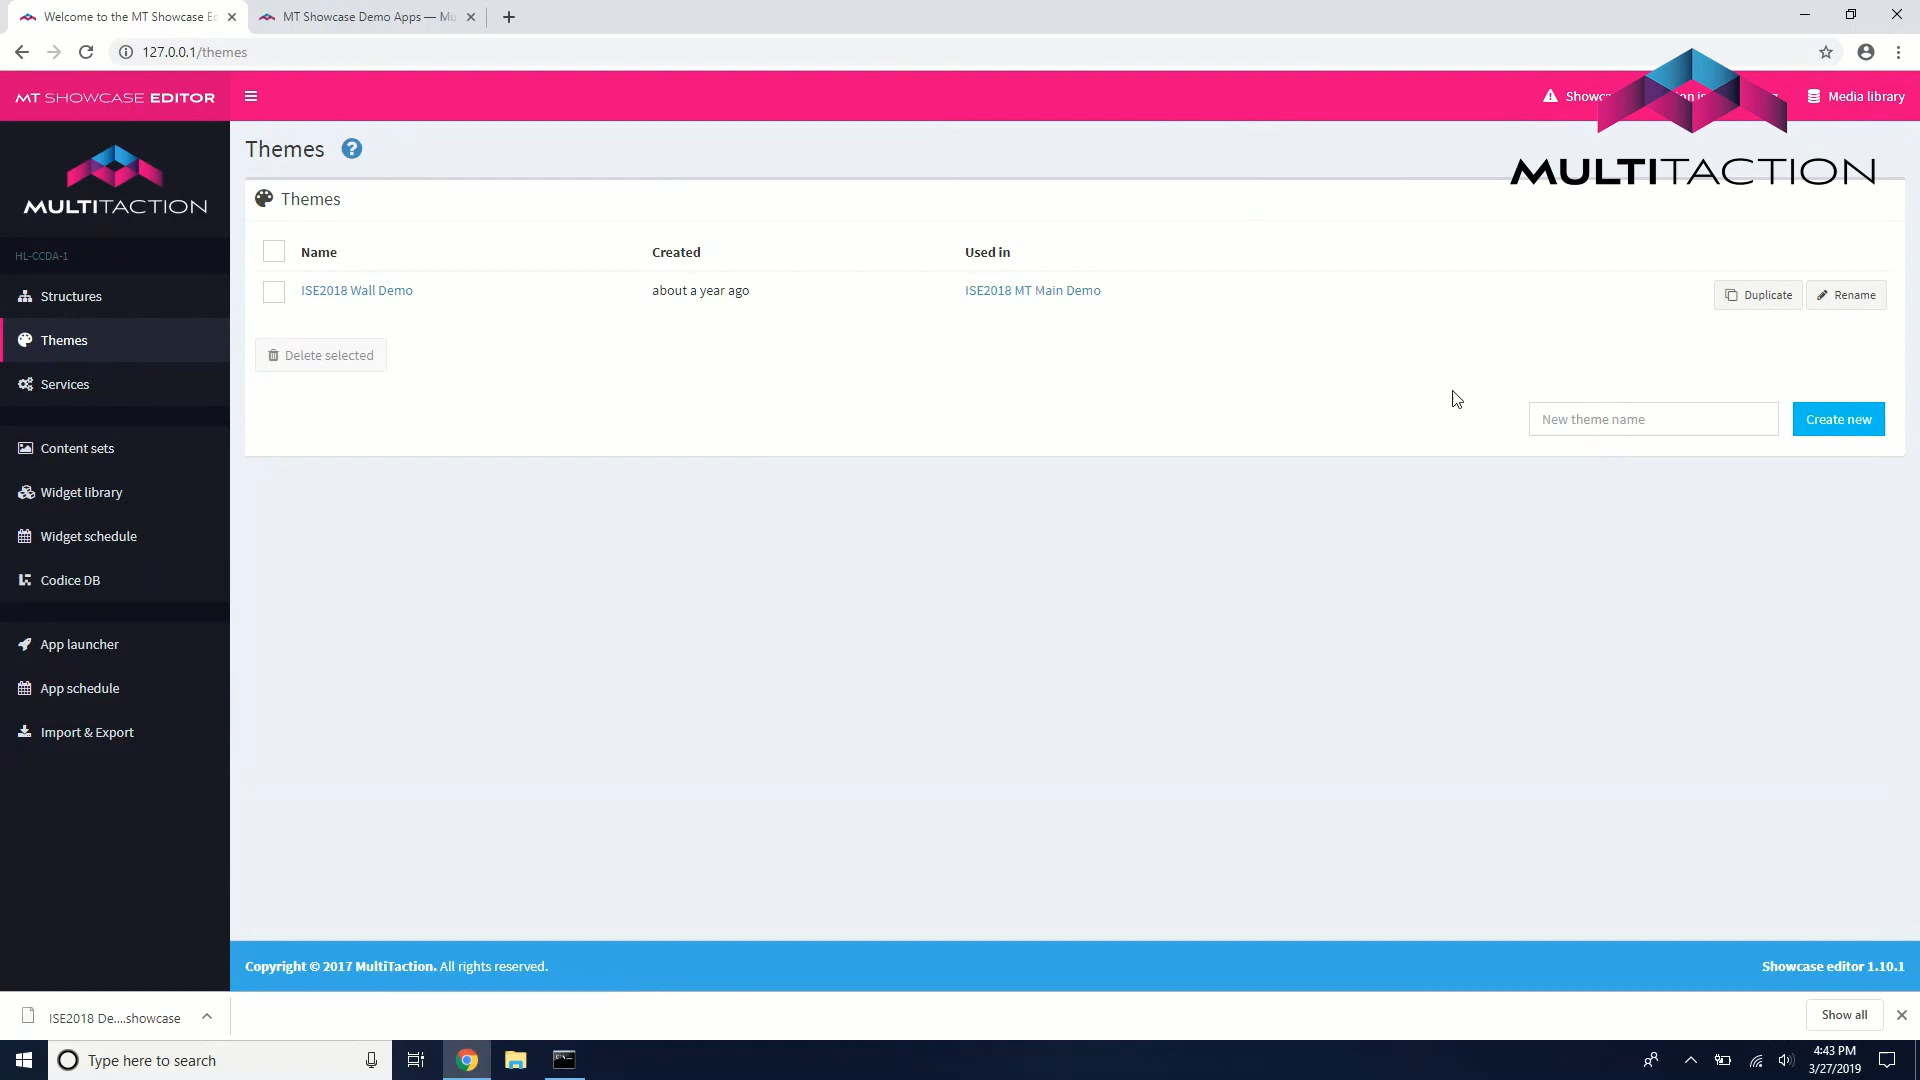 Welcome to the MT Showcase Ed
MT Showcase Demo Apps — Mu
127.0.0.1/themes
MT SHOWCASE EDITOR
Showc
on is
Media library
MULTITACTION
MULTITACTION
Themes
?
Themes
HL-CCDA-1
Name
Created
Used in
ISE2018 Wall Demo
about a year ago
ISE2018 MT Main Demo
Duplicate
Rename
Structures
Themes
Delete selected
Services
New theme name
Create new
Content sets
Widget library
Widget schedule
Codice DB
App launcher
App schedule
Import & Export
Copyright © 2017 MultiTaction. All rights reserved.
Showcase editor 1.10.1
ISE2018 De....showcase
Show all
Type here to search
4:43 PM
3/27/2019